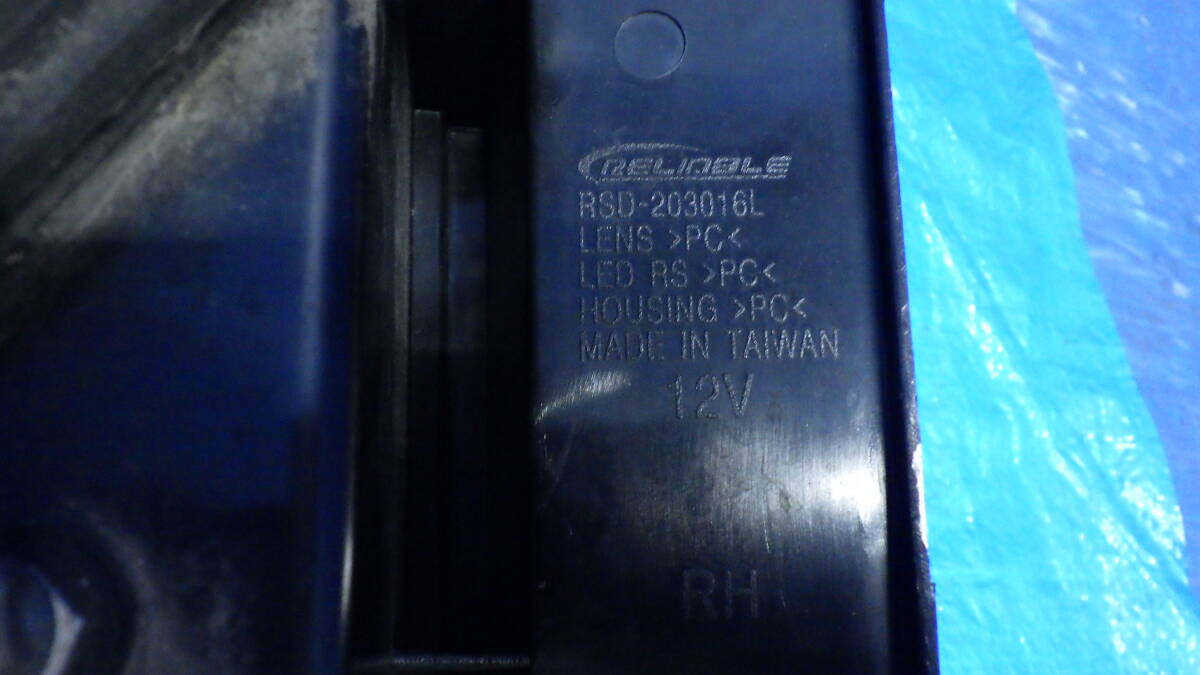 RELIABLE
RSD-203016L
LENS >PC<
LED RS >PC<
HOUSING >PC<
MADE IN TAIWAN
12V
RH